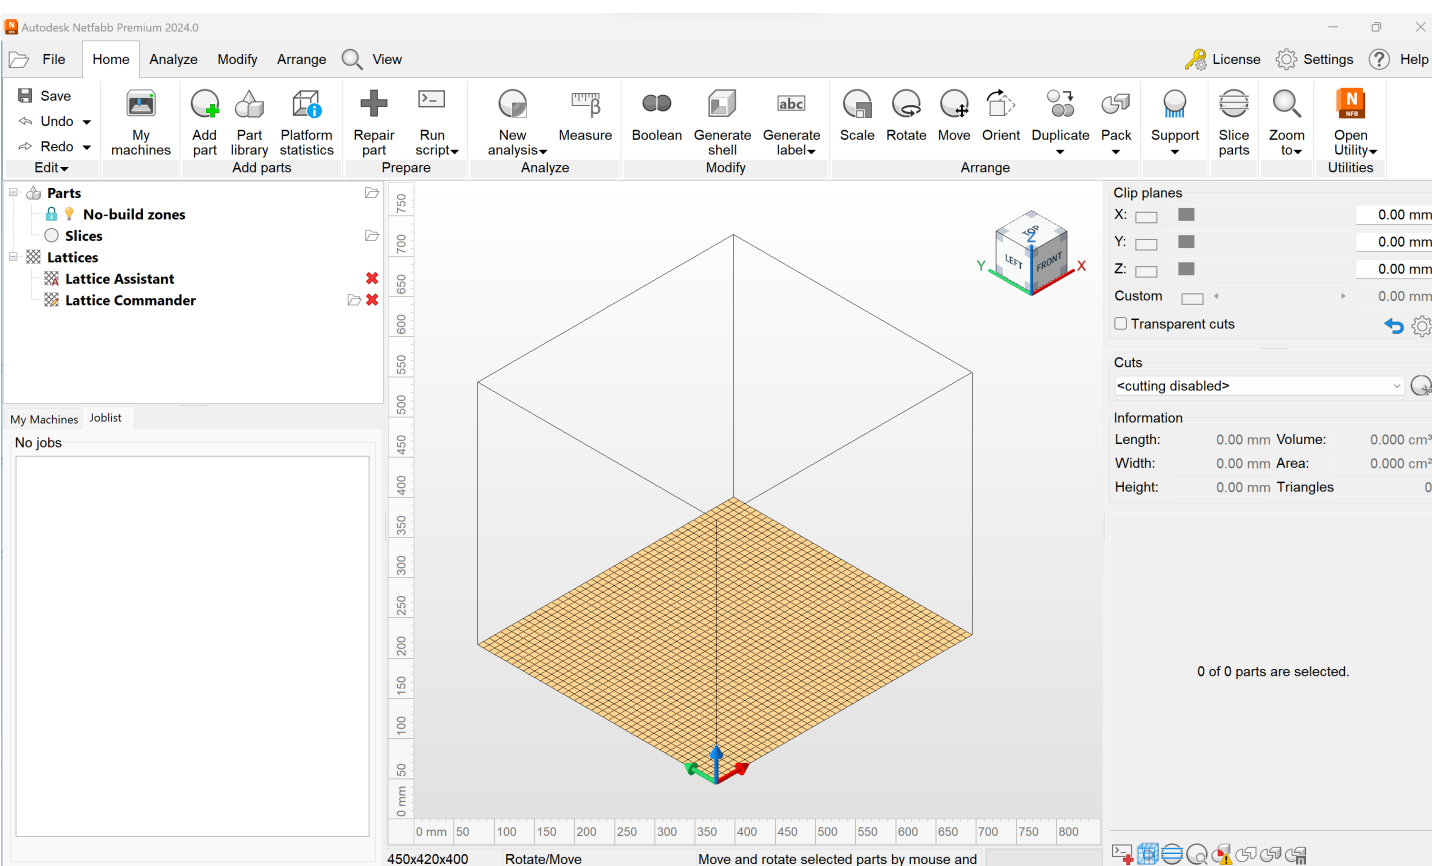 Autodesk Netfabb Premium 2024.0
File Home Analyze Modify Arrange View License Settings Help
Save
Undo
Redo
Edit
My machines
Add part
Part library
Platform statistics
Add parts
Repair part
Run script
Prepare
New analysis
Measure
Analyze
Boolean
Generate shell
abc
Generate label
Modify
Scale
Rotate
Move
Orient
Duplicate
Pack
Arrange
Support
Slice parts
Zoom to
N
NFB
Open Utility
Utilities
Parts
No-build zones
Slices
Lattices
Lattice Assistant
Lattice Commander
My Machines Joblist
No jobs
750
700
650
600
550
500
450
400
350
300
250
200
150
100
50
0 mm
TOP
Z
LEFT
FRONT
Y
X
0 mm 50 100 150 200 250 300 350 400 450 500 550 600 650 700 750 800
450x420x400 Rotate/Move Move and rotate selected parts by mouse and
Clip planes
X: 0.00 mm
Y: 0.00 mm
Z: 0.00 mm
Custom 0.00 mm
Transparent cuts
Cuts
<cutting disabled>
Information
Length: 0.00 mm Volume: 0.000 cm³
Width: 0.00 mm Area: 0.000 cm²
Height: 0.00 mm Triangles 0
0 of 0 parts are selected.